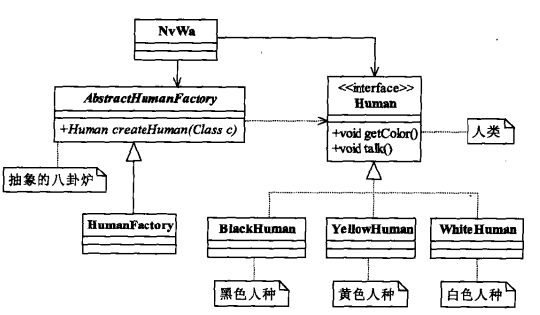 NvWa
AbstractHumanFactory
+Human createHuman(Class c)
<<interface>>
Human
+void getColor()
+void talk()
人类
抽象的八卦炉
HumanFactory
BlackHuman
YellowHuman
WhiteHuman
黑色人种
黄色人种
白色人种